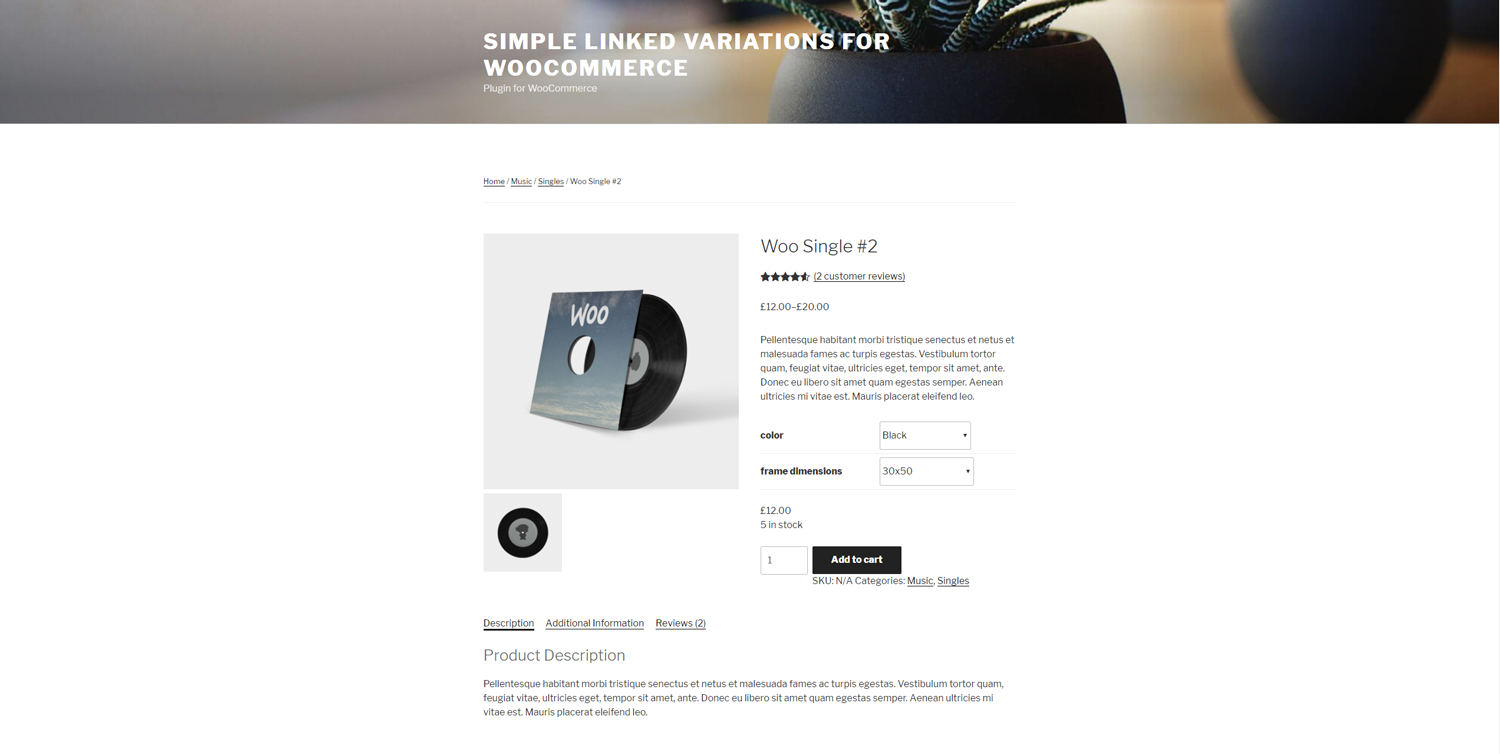 SIMPLE LINKED VARIATIONS FOR
WOOCOMMERCE
Plugin for WooCommerce
Home / Music / Singles / Woo Single #2
WOO
Woo Single #2
(2 customer reviews)
£12.00–£20.00
Pellentesque habitant morbi tristique senectus et netus et
malesuada fames ac turpis egestas. Vestibulum tortor
quam, feugiat vitae, ultricies eget, tempor sit amet, ante.
Donec eu libero sit amet quam egestas semper. Aenean
ultricies mi vitae est. Mauris placerat eleifend leo.
color Black
frame dimensions 30x50
£12.00
5 in stock
1 Add to cart
SKU: N/A Categories: Music, Singles
Description Additional Information Reviews (2)
Product Description
Pellentesque habitant morbi tristique senectus et netus et malesuada fames ac turpis egestas. Vestibulum tortor quam,
feugiat vitae, ultricies eget, tempor sit amet, ante. Donec eu libero sit amet quam egestas semper. Aenean ultricies mi
vitae est. Mauris placerat eleifend leo.